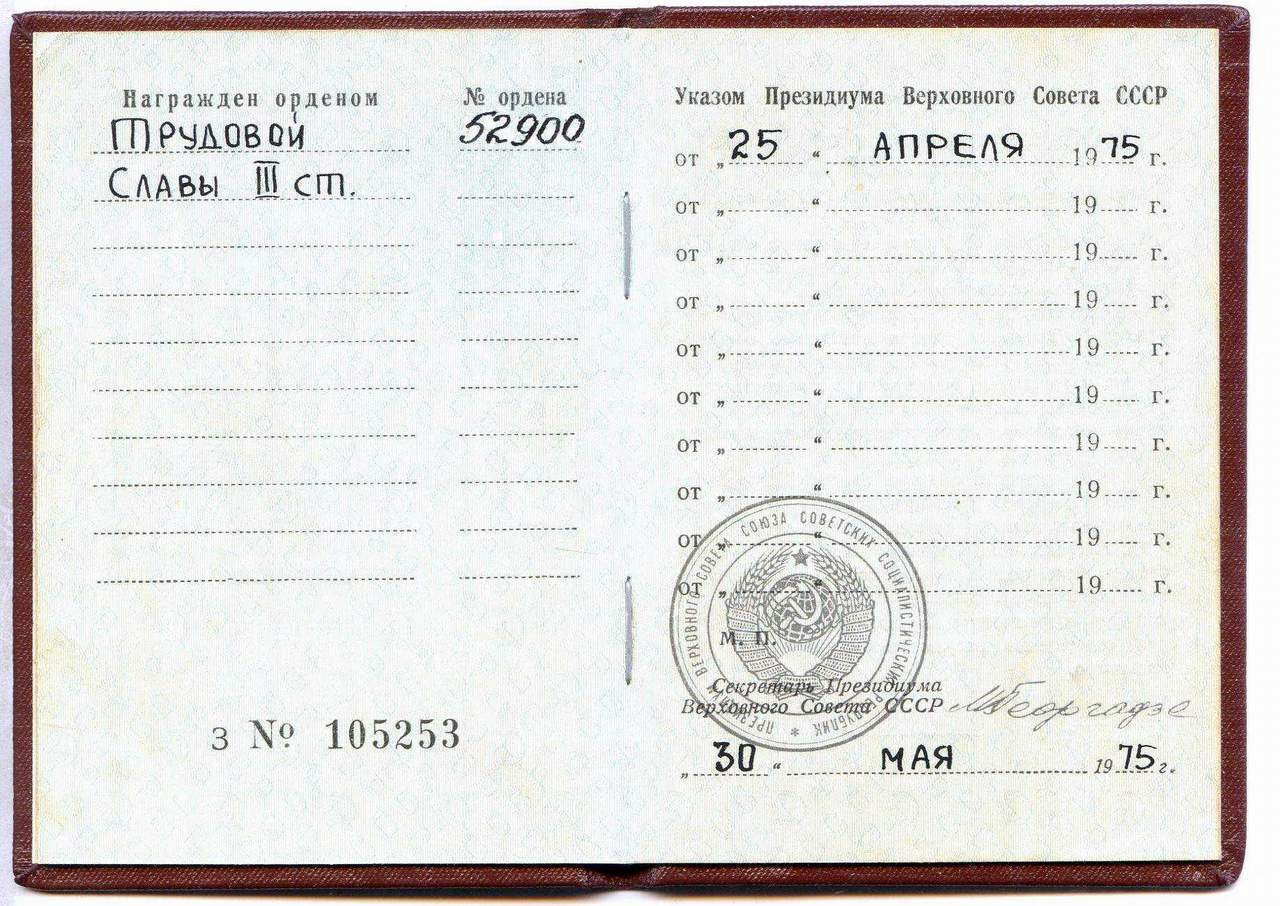 Награжден орденом
Трудовой
Славы III ст.
№ ордена
52900
З № 105253
Указом Президиума Верховного Совета СССР
от „ 25 “ АПРЕЛЯ 1975 г.
от „ “ 19 г.
от „ “ 19 г.
от „ “ 19 г.
от „ “ 19 г.
от „ “ 19 г.
от „ “ 19 г.
от „ “ 19 г.
от „ “ 19 г.
от „ “ 19 г.
ПРЕЗИДИУМ ВЕРХОВНОГО СОВЕТА СОЮЗА СОВЕТСКИХ СОЦИАЛИСТИЧЕСКИХ РЕСПУБЛИК *
М. П.
Секретарь Президиума
Верховного Совета СССР МГеоргадзе
„ 30 “ МАЯ 1975 г.